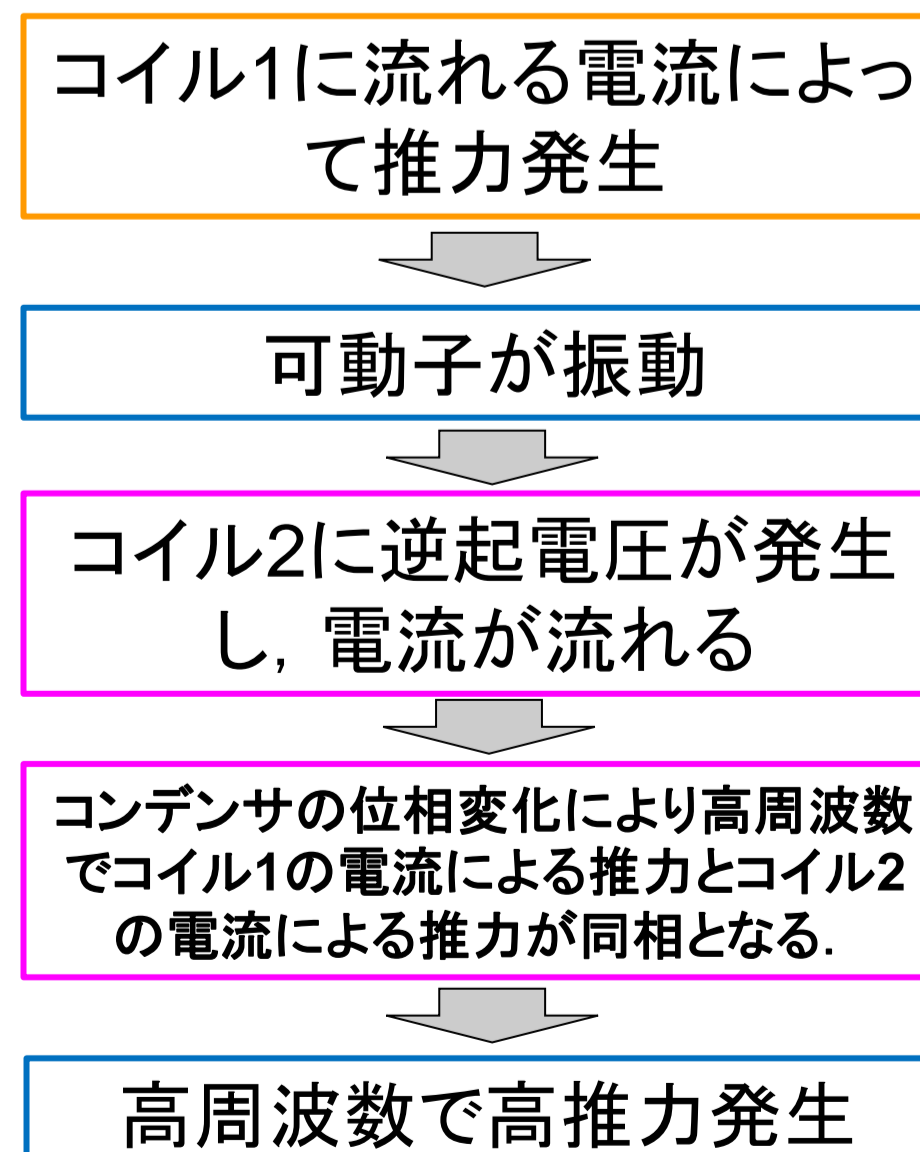 コイル1に流れる電流によっ
て推力発生
可動子が振動
コイル2に逆起電圧が発生
し, 電流が流れる
コンデンサの位相変化により高周波数
でコイル1の電流による推力とコイル2
の電流による推力が同相となる.
高周波数で高推力発生